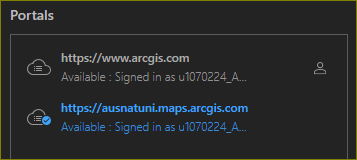 Portals
https://www.arcgis.com
Available : Signed in as u1070224_A...
https://ausnatuni.maps.arcgis.com
Available : Signed in as u1070224_A...